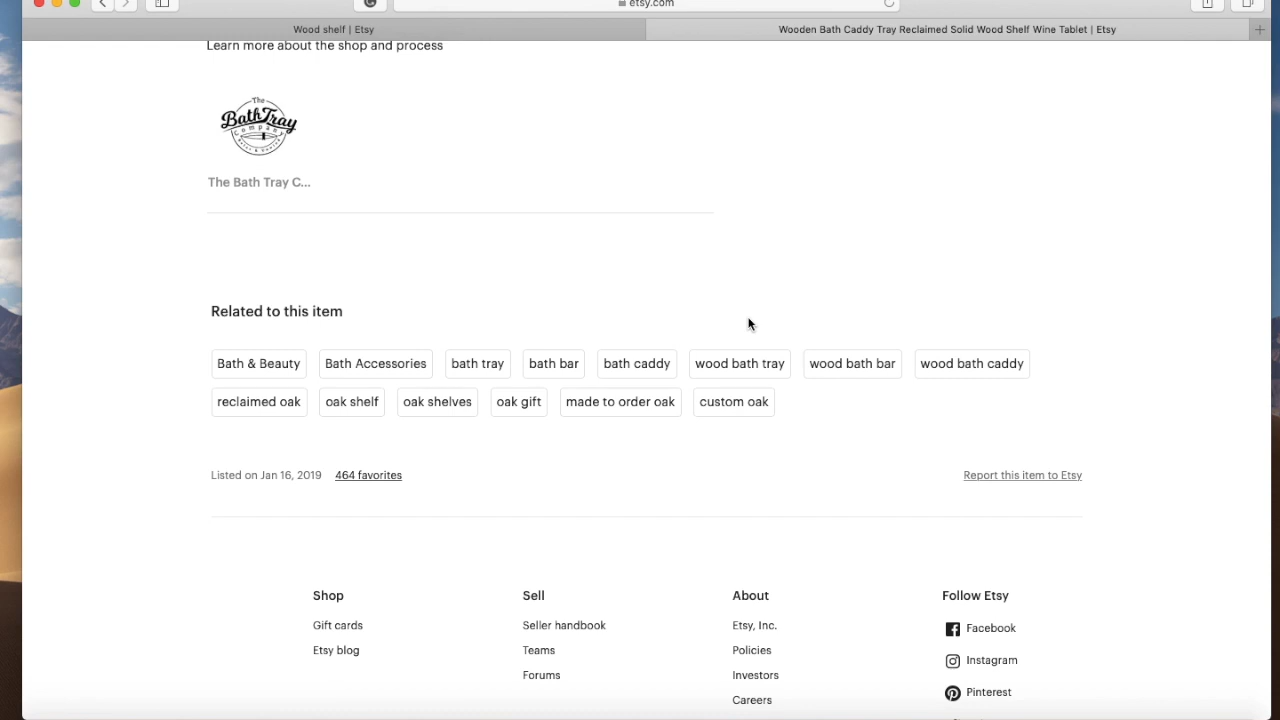 etsy.com
Wood shelf | Etsy
Wooden Bath Caddy Tray Reclaimed Solid Wood Shelf Wine Tablet | Etsy
Learn more about the shop and process
The
BathTray
Company
The Bath Tray C...
Related to this item
Bath & Beauty Bath Accessories bath tray bath bar bath caddy wood bath tray wood bath bar wood bath caddy
reclaimed oak oak shelf oak shelves oak gift made to order oak custom oak
Listed on Jan 16, 2019 464 favorites Report this item to Etsy
Shop Sell About Follow Etsy
Gift cards Seller handbook Etsy, Inc. Facebook
Etsy blog Teams Policies Instagram
Forums Investors Pinterest
Careers